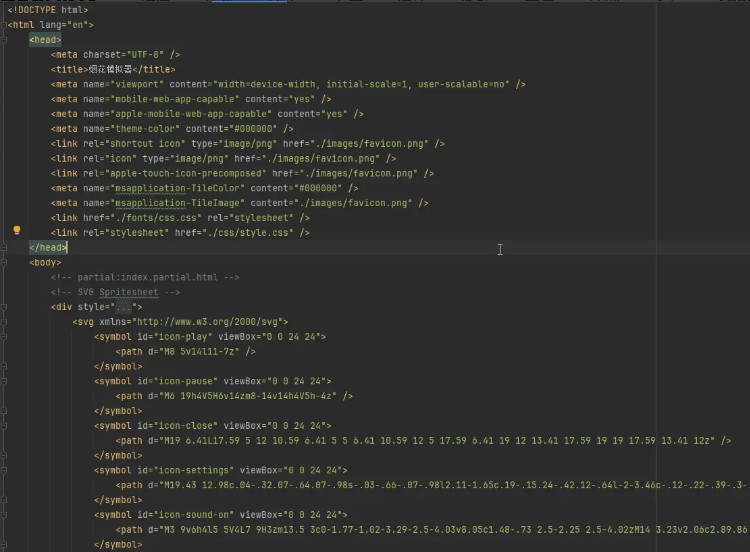 <!DOCTYPE html>
<html lang="en">
<head>
<meta charset="UTF-8" />
<title>烟花模拟器</title>
<meta name="viewport" content="width=device-width, initial-scale=1, user-scalable=no" />
<meta name="mobile-web-app-capable" content="yes" />
<meta name="apple-mobile-web-app-capable" content="yes" />
<meta name="theme-color" content="#000000" />
<link rel="shortcut icon" type="image/png" href="./images/favicon.png" />
<link rel="icon" type="image/png" href="./images/favicon.png" />
<link rel="apple-touch-icon-precomposed" href="./images/favicon.png" />
<meta name="msapplication-TileColor" content="#000000" />
<meta name="msapplication-TileImage" content="./images/favicon.png" />
<link href="./fonts/css.css" rel="stylesheet" />
<link rel="stylesheet" href="./css/style.css" />
</head>
<body>
<!-- partial:index.partial.html -->
<!-- SVG Spritesheet -->
<div style="...">
<svg xmlns="http://www.w3.org/2000/svg">
<symbol id="icon-play" viewBox="0 0 24 24">
<path d="M8 5v14l11-7z" />
</symbol>
<symbol id="icon-pause" viewBox="0 0 24 24">
<path d="M6 19h4V5H6v14zm8-14v14h4V5h-4z" />
</symbol>
<symbol id="icon-close" viewBox="0 0 24 24">
<path d="M19 6.41L17.59 5 12 10.59 6.41 5 5 6.41 10.59 12 5 17.59 6.41 19 12 13.41 17.59 19 19 17.59 13.41 12z" />
</symbol>
<symbol id="icon-settings" viewBox="0 0 24 24">
<path d="M19.43 12.98c.04-.32.07-.64.07-.98s-.03-.66-.07-.98l2.11-1.65c.19-.15.24-.42.12-.64l-2-3.46c-.12-.22-.39-.3-.
</symbol>
<symbol id="icon-sound-on" viewBox="0 0 24 24">
<path d="M3 9v6h4l5 5V4L7 9H3zm13.5 3c0-1.77-1.02-3.29-2.5-4.03v8.05c1.48-.73 2.5-2.25 2.5-4.02zM14 3.23v2.06c2.89.86
</symbol>